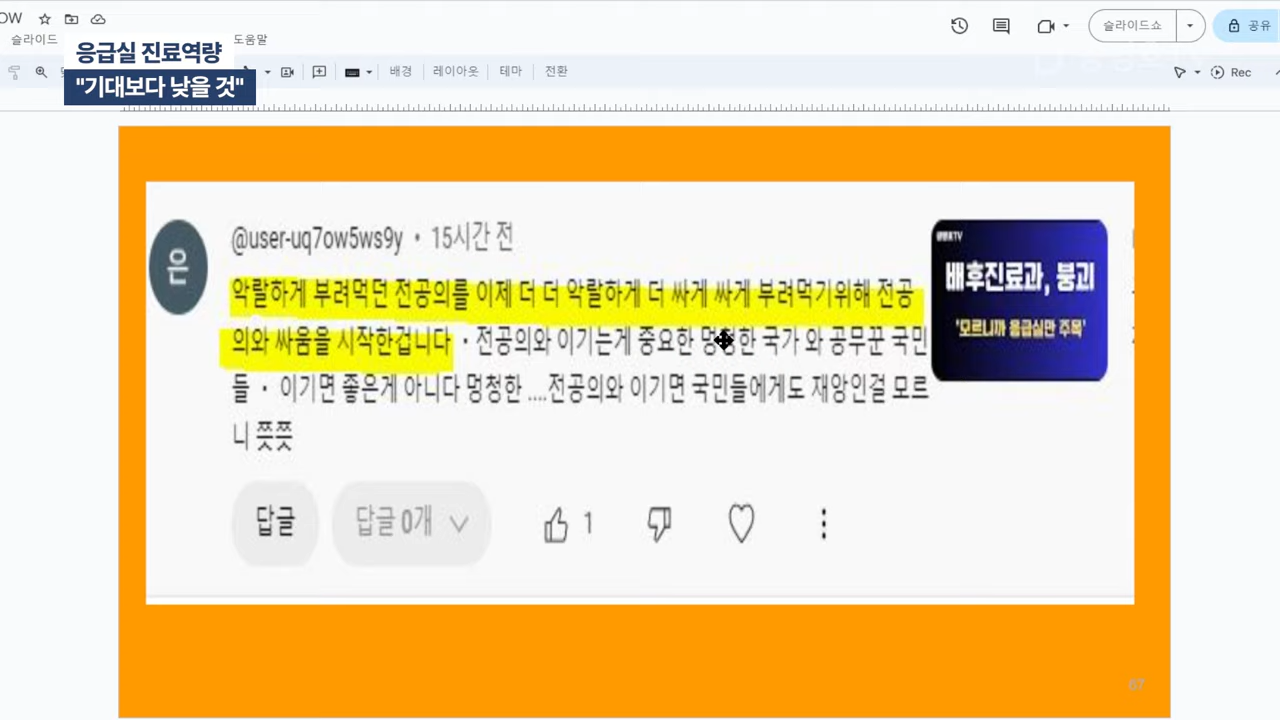 OW
슬라이드
도움말
응급실 진료역량
"기대보다 낮을 것"
배경
레이아웃
테마
전환
슬라이드쇼
공유
Rec
은
@user-uq7ow5ws9y · 15시간 전
악랄하게 부려먹던 전공의를 이제 더 더 악랄하게 더 싸게 싸게 부려먹기위해 전공
의와 싸움을 시작한겁니다 · 전공의와 이기는게 중요한 멍청한 국가 와 공무꾼 국민
들 · 이기면 좋은게 아니다 멍청한 ....전공의와 이기면 국민들에게도 재앙인걸 모르
니 쯧쯧
배후진료과, 붕괴
'모르니까 응급실만 주목'
답글
답글 0개
1
67